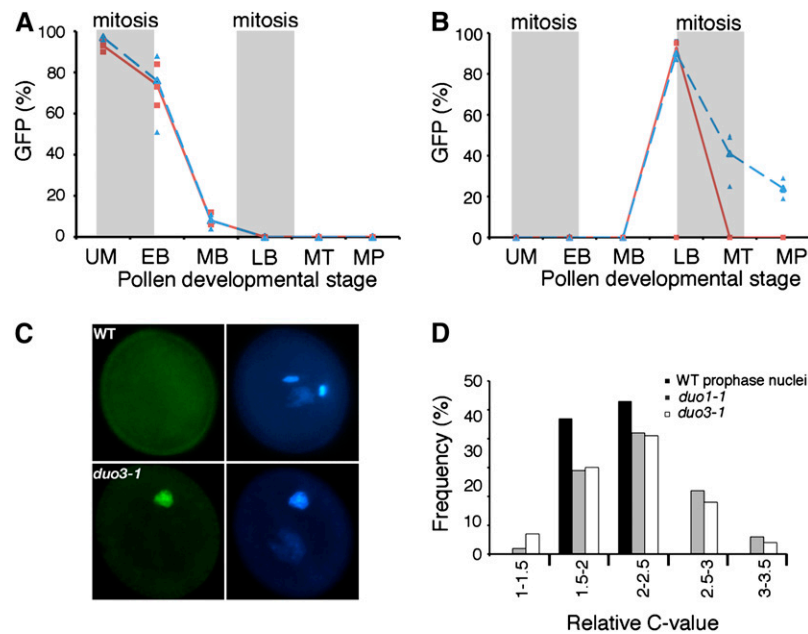 A
mitosis
mitosis
GFP (%)
100
80
60
40
20
0
UM EB MB LB MT MP
Pollen developmental stage
B
mitosis
mitosis
GFP (%)
100
80
60
40
20
0
UM EB MB LB MT MP
Pollen developmental stage
C
WT
duo3-1
D
WT prophase nuclei
duo1-1
duo3-1
Frequency (%)
50
40
30
20
10
0
1-1.5
1.5-2
2-2.5
2.5-3
3-3.5
Relative C-value